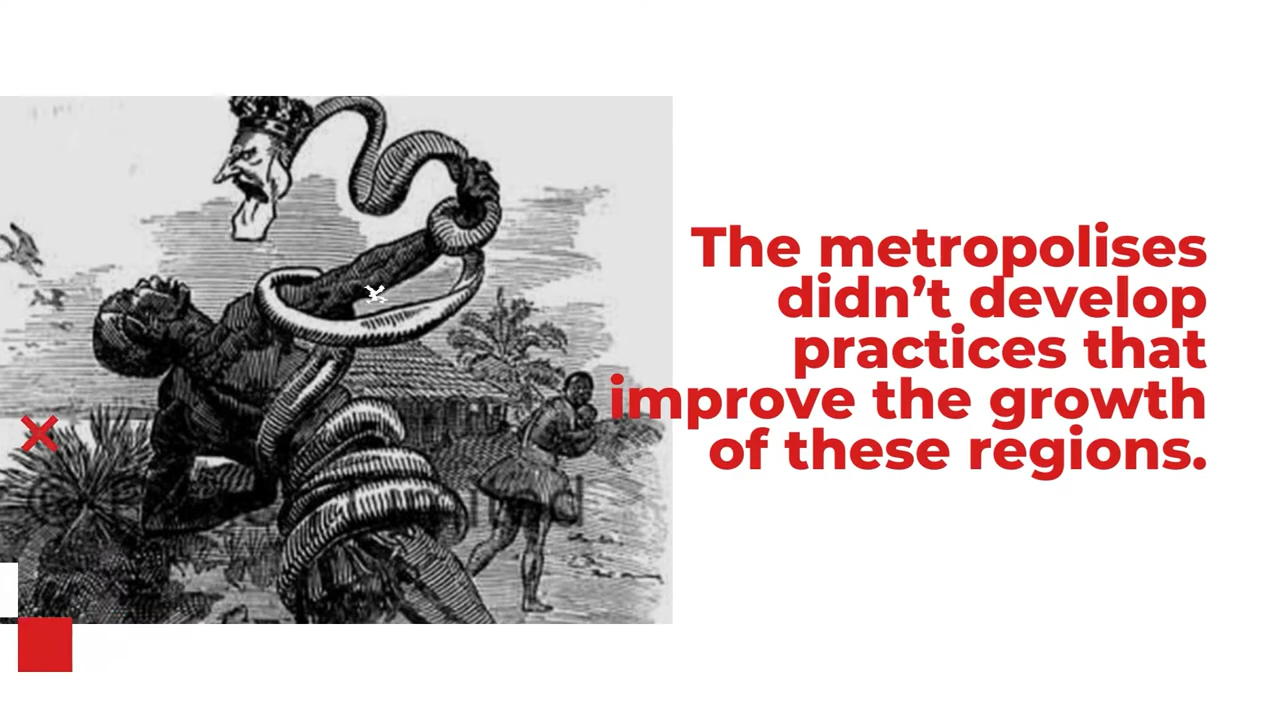 The metropolises
didn’t develop
practices that
improve the growth
of these regions.